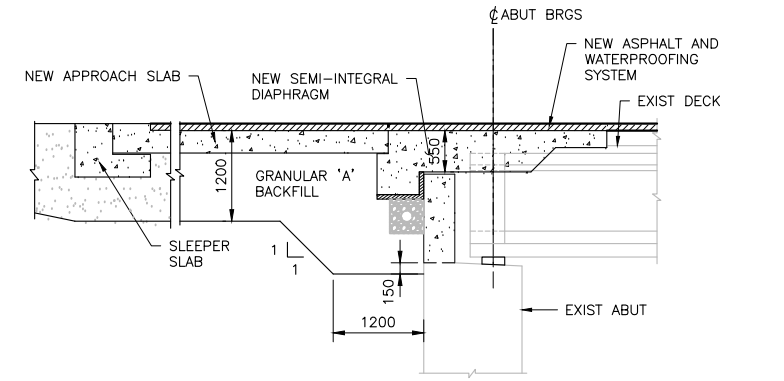 ℄ ABUT BRGS
NEW ASPHALT AND
WATERPROOFING
SYSTEM
NEW APPROACH SLAB
NEW SEMI-INTEGRAL
DIAPHRAGM
EXIST DECK
550
1200
GRANULAR 'A'
BACKFILL
SLEEPER
SLAB
1
1
150
1200
EXIST ABUT